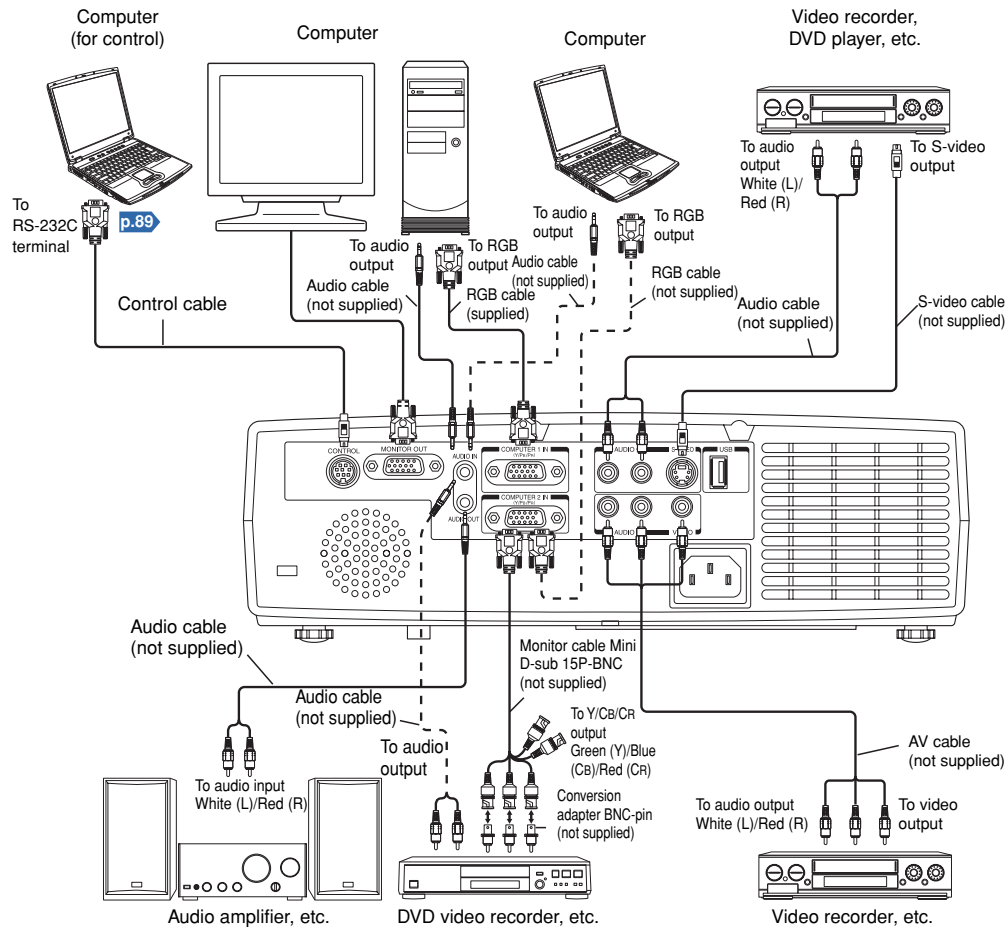 Computer
(for control)
Computer
Computer
Video recorder,
DVD player, etc.
To
RS-232C
terminal
p.89
To audio
output
To RGB
output
To audio
output
To RGB
output
To audio
output
White (L)/
Red (R)
To S-video
output
Control cable
Audio cable
(not supplied)
RGB cable
(supplied)
Audio cable
(not supplied)
RGB cable
(not supplied)
Audio cable
(not supplied)
S-video cable
(not supplied)
CONTROL
MONITOR OUT
AUDIO IN
COMPUTER 1 IN
AUDIO
USB
COMPUTER 2 IN
AUDIO OUT
AUDIO
Audio cable
(not supplied)
Audio cable
(not supplied)
To audio
output
Monitor cable Mini
D-sub 15P-BNC
(not supplied)
To Y/CB/CR
output
Green (Y)/Blue
(CB)/Red (CR)
Conversion
adapter BNC-pin
(not supplied)
AV cable
(not supplied)
To audio input
White (L)/Red (R)
To audio output
White (L)/Red (R)
To video
output
Audio amplifier, etc.
DVD video recorder, etc.
Video recorder, etc.